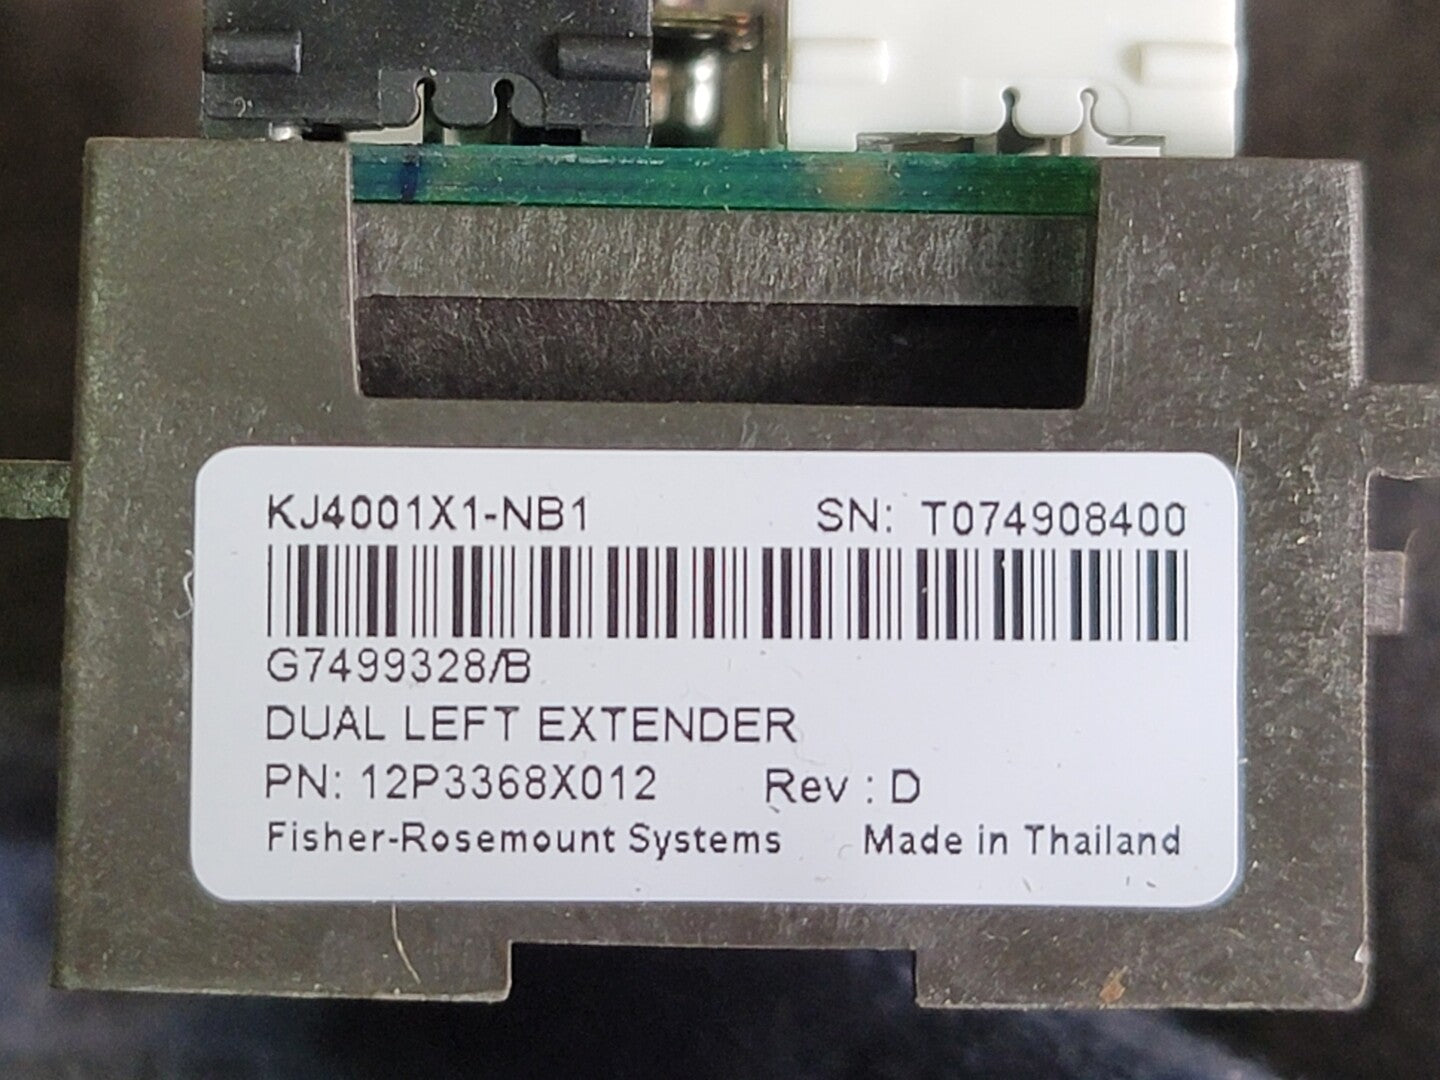 KJ4001X1-NB1 SN: T074908400
G7499328/B
DUAL LEFT EXTENDER
PN: 12P3368X012 Rev : D
Fisher-Rosemount Systems Made in Thailand